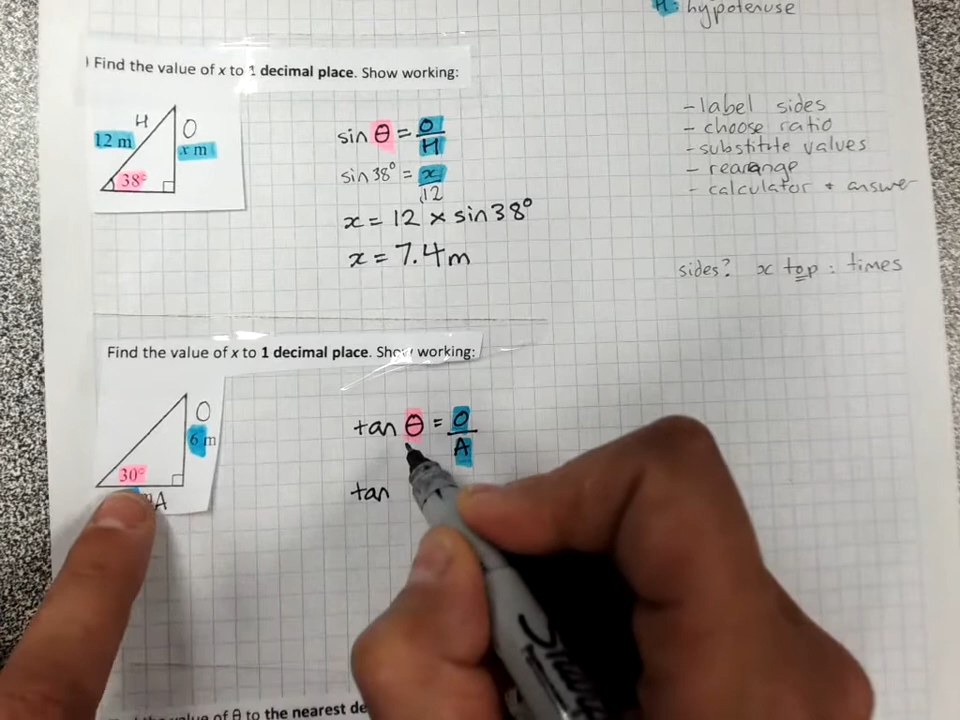 H: hypotenuse
Find the value of x to 1 decimal place. Show working:
H
O
12 m
x m
38°
sin θ = O/H
sin 38° = x/12
x = 12 × sin 38°
x = 7.4m
- label sides
- choose ratio
- substitute values
- rearange
- calculator + answer
sides? x top : times
Find the value of x to 1 decimal place. Show working:
O
6 m
30°
A
tan θ = O/A
tan
Sharpie
value of θ to the nearest de